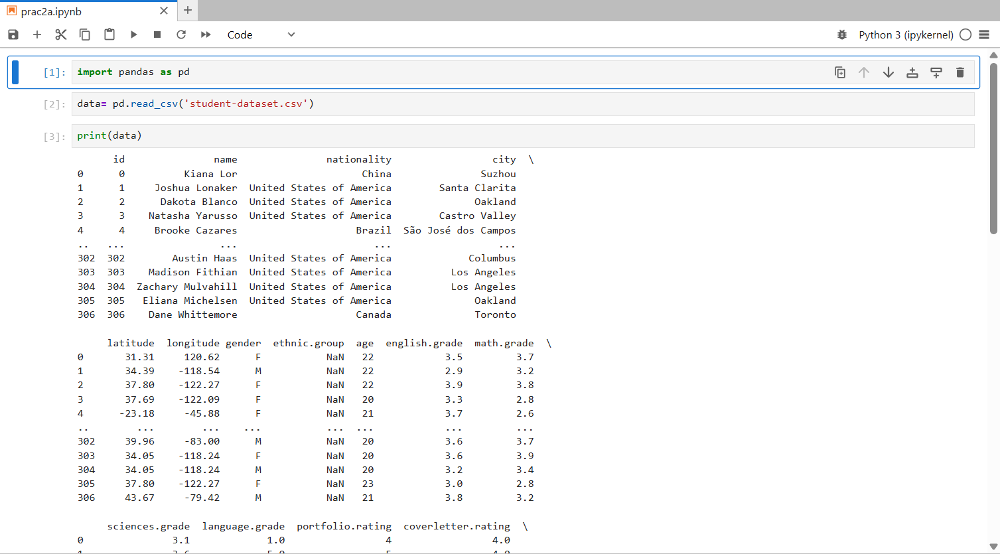 prac2a.ipynb
Code
Python 3 (ipykernel)
[1]: import pandas as pd
[2]: data= pd.read_csv('student-dataset.csv')
[3]: print(data)
id name nationality city \
0 0 Kiana Lor China Suzhou
1 1 Joshua Lonaker United States of America Santa Clarita
2 2 Dakota Blanco United States of America Oakland
3 3 Natasha Yarusso United States of America Castro Valley
4 4 Brooke Cazares Brazil São José dos Campos
.. ... ... ... ...
302 302 Austin Haas United States of America Columbus
303 303 Madison Fithian United States of America Los Angeles
304 304 Zachary Mulvahill United States of America Los Angeles
305 305 Eliana Michelsen United States of America Oakland
306 306 Dane Whittemore Canada Toronto
latitude longitude gender ethnic.group age english.grade math.grade \
0 31.31 120.62 F NaN 22 3.5 3.7
1 34.39 -118.54 M NaN 22 2.9 3.2
2 37.80 -122.27 F NaN 22 3.9 3.8
3 37.69 -122.09 F NaN 20 3.3 2.8
4 -23.18 -45.88 F NaN 21 3.7 2.6
.. ... ... ... ... ... ... ...
302 39.96 -83.00 M NaN 20 3.6 3.7
303 34.05 -118.24 F NaN 20 3.6 3.9
304 34.05 -118.24 M NaN 20 3.2 3.4
305 37.80 -122.27 F NaN 23 3.0 2.8
306 43.67 -79.42 M NaN 21 3.8 3.2
sciences.grade language.grade portfolio.rating coverletter.rating \
0 3.1 1.0 4 4.0